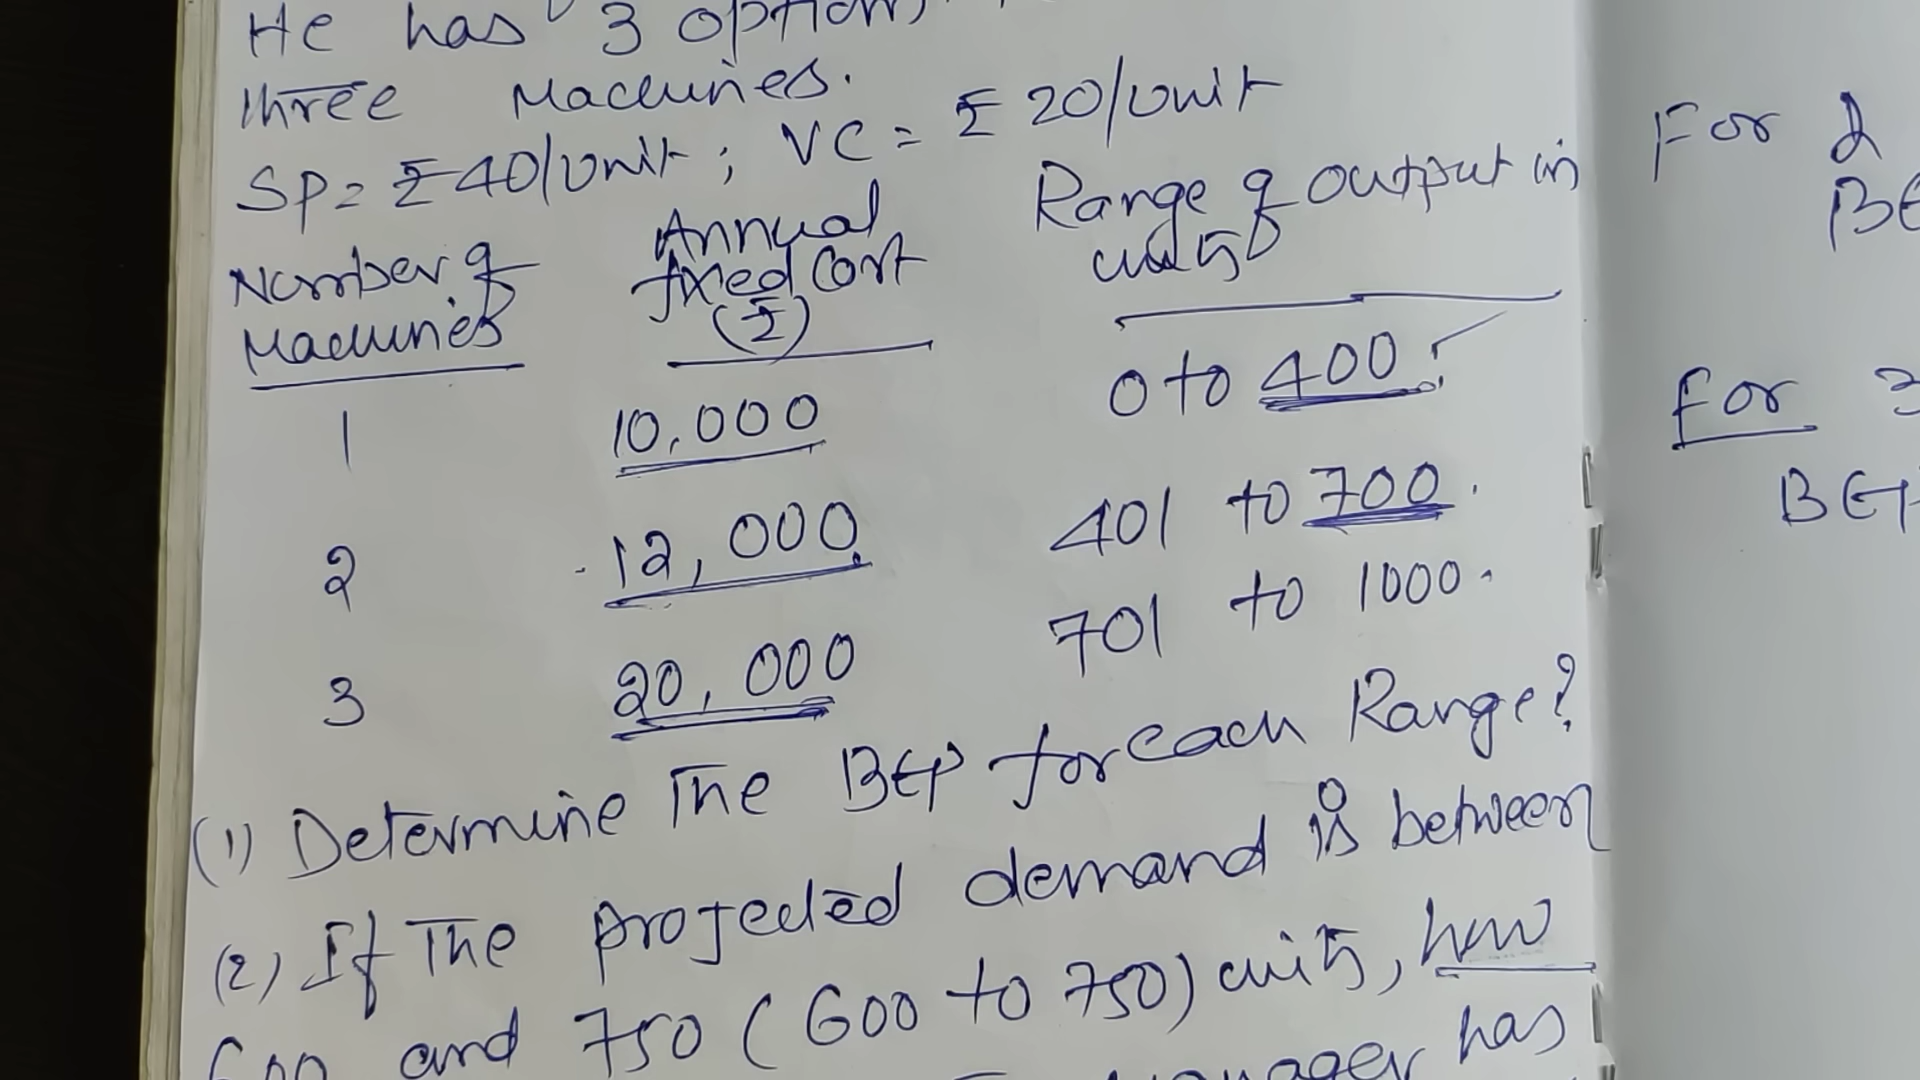 He has 3 options
three Machines.
SP = ₹ 40/unit ; VC = ₹ 20/unit
Number of Machines Annual fixed Cost (₹) Range of output in units
1 10,000 0 to 400.
2 12,000 401 to 700.
3 20,000 701 to 1000.
(1) Determine The BEP for each Range?
(2) If The projected demand is between
600 and 750 (600 to 750) units, how
Manager has
For 2
BE
For 3
BEP